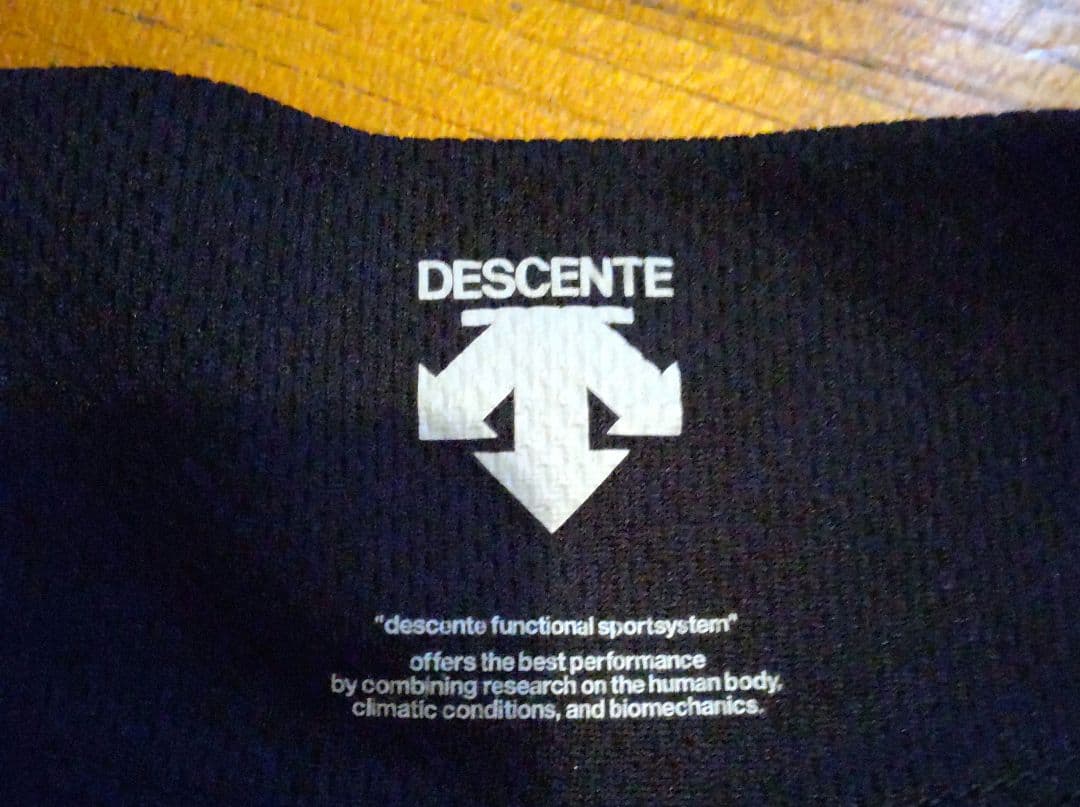 DESCENTE
"descente functional sportsystem"
offers the best performance
by combining research on the human body,
climatic conditions, and biomechanics.